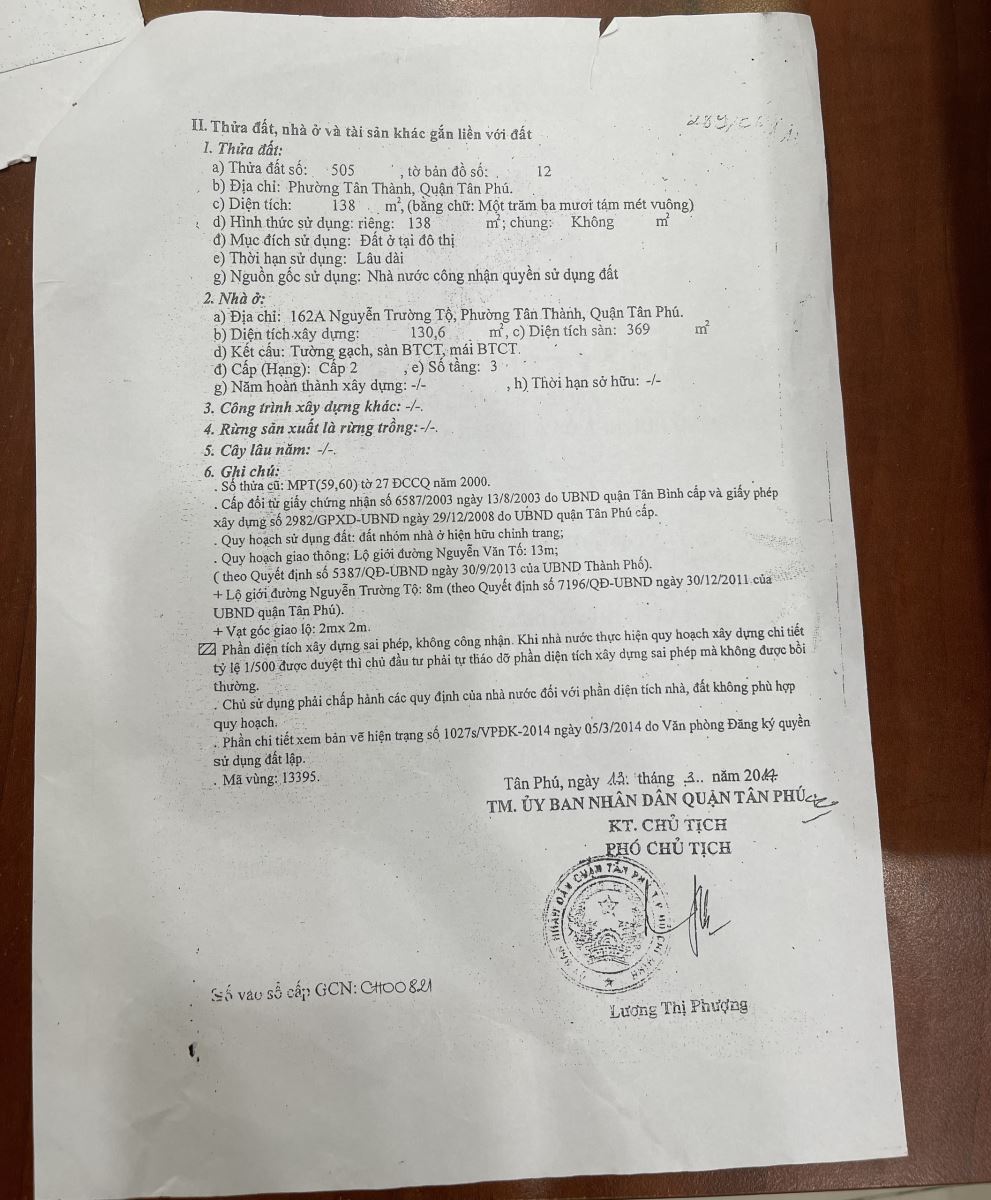 II. Thửa đất, nhà ở và tài sản khác gắn liền với đất
1. Thửa đất:
a) Thửa đất số: 505 , tờ bản đồ số: 12
b) Địa chỉ: Phường Tân Thành, Quận Tân Phú.
c) Diện tích: 138 m², (bằng chữ: Một trăm ba mươi tám mét vuông)
d) Hình thức sử dụng: riêng: 138 m²; chung: Không m²
đ) Mục đích sử dụng: Đất ở tại đô thị
e) Thời hạn sử dụng: Lâu dài
g) Nguồn gốc sử dụng: Nhà nước công nhận quyền sử dụng đất
2. Nhà ở:
a) Địa chỉ: 162A Nguyễn Trường Tộ, Phường Tân Thành, Quận Tân Phú.
b) Diện tích xây dựng: 130,6 m², c) Diện tích sàn: 369 m²
d) Kết cấu: Tường gạch, sàn BTCT, mái BTCT.
đ) Cấp (Hạng): Cấp 2 , e) Số tầng: 3
g) Năm hoàn thành xây dựng: -/- , h) Thời hạn sở hữu: -/-
3. Công trình xây dựng khác: -/-.
4. Rừng sản xuất là rừng trồng: -/-.
5. Cây lâu năm: -/-.
6. Ghi chú:
. Số thửa cũ: MPT(59,60) tờ 27 ĐCCQ năm 2000.
. Cấp đổi từ giấy chứng nhận số 6587/2003 ngày 13/8/2003 do UBND quận Tân Bình cấp và giấy phép
xây dựng số 2982/GPXD-UBND ngày 29/12/2008 do UBND quận Tân Phú cấp.
. Quy hoạch sử dụng đất: đất nhóm nhà ở hiện hữu chỉnh trang;
. Quy hoạch giao thông: Lộ giới đường Nguyễn Văn Tố: 13m;
( theo Quyết định số 5387/QĐ-UBND ngày 30/9/2013 của UBND Thành Phố).
+ Lộ giới đường Nguyễn Trường Tộ: 8m (theo Quyết định số 7196/QĐ-UBND ngày 30/12/2011 của
UBND quận Tân Phú).
+ Vạt góc giao lộ: 2mx 2m.
Phần diện tích xây dựng sai phép, không công nhận. Khi nhà nước thực hiện quy hoạch xây dựng chi tiết
tỷ lệ 1/500 được duyệt thì chủ đầu tư phải tự tháo dỡ phần diện tích xây dựng sai phép mà không được bồi
thường.
. Chủ sử dụng phải chấp hành các quy định của nhà nước đối với phần diện tích nhà, đất không phù hợp
quy hoạch.
. Phần chi tiết xem bản vẽ hiện trạng số 1027s/VPĐK-2014 ngày 05/3/2014 do Văn phòng Đăng ký quyền
sử dụng đất lập.
. Mã vùng: 13395.
Tân Phú, ngày 12 tháng 3.. năm 2014
TM. ỦY BAN NHÂN DÂN QUẬN TÂN PHÚ
KT. CHỦ TỊCH
PHÓ CHỦ TỊCH
ỦY BAN NHÂN DÂN QUẬN TÂN PHÚ T.P HỒ CHÍ MINH
Số vào sổ cấp GCN: CH00821
Lương Thị Phượng